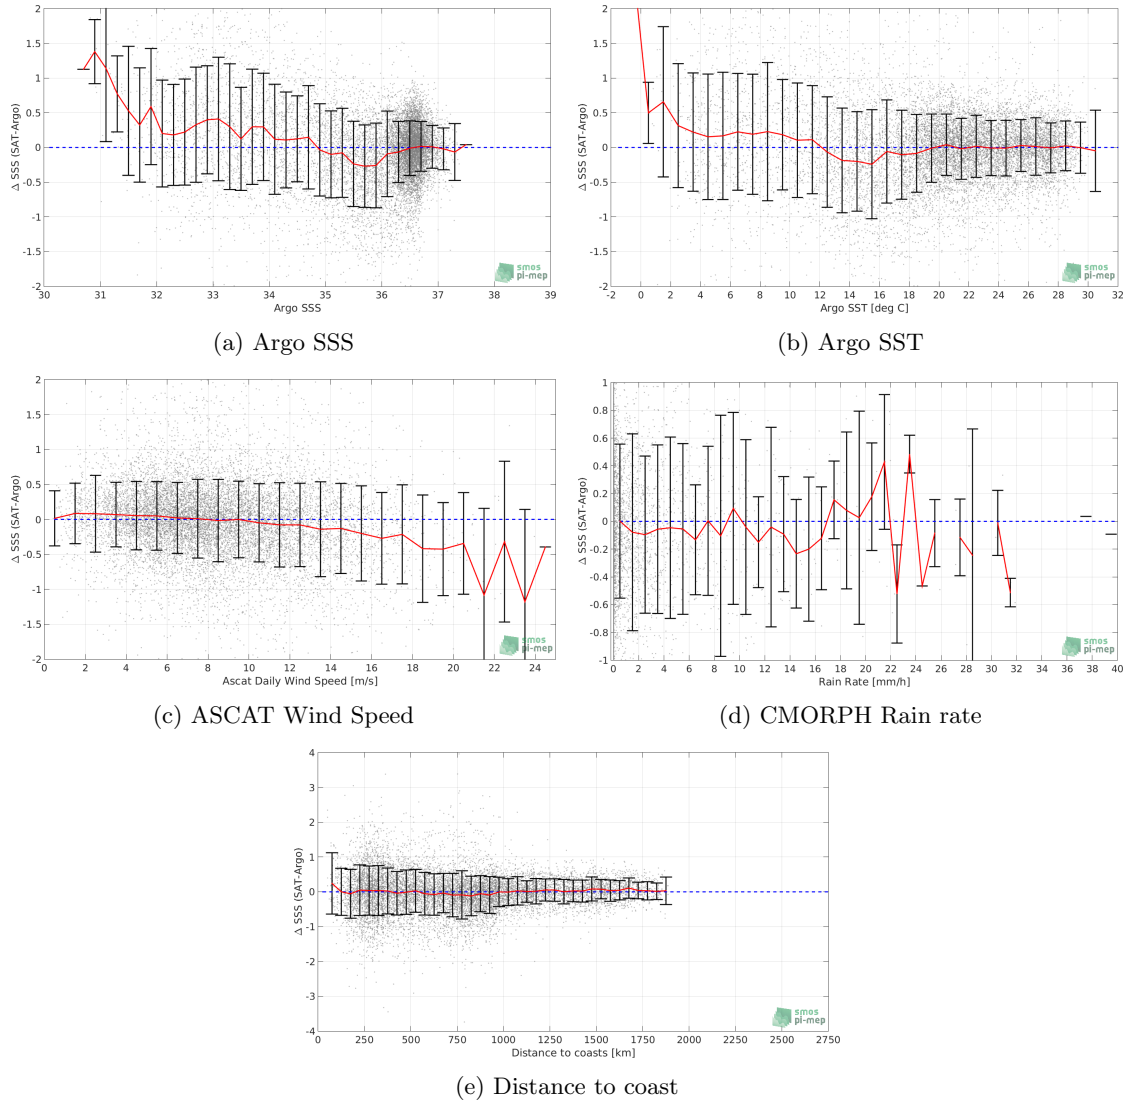 2
1.5
1
0.5
0
-0.5
-1
-1.5
-2
Δ SSS (SAT-Argo)
30 31 32 33 34 35 36 37 38 39
Argo SSS
smos
pi-mep
(a) Argo SSS
2
1.5
1
0.5
0
-0.5
-1
-1.5
-2
Δ SSS (SAT-Argo)
-2 0 2 4 6 8 10 12 14 16 18 20 22 24 26 28 30 32
Argo SST [deg C]
smos
pi-mep
(b) Argo SST
2
1.5
1
0.5
0
-0.5
-1
-1.5
-2
Δ SSS (SAT-Argo)
0 2 4 6 8 10 12 14 16 18 20 22 24
Ascat Daily Wind Speed [m/s]
smos
pi-mep
(c) ASCAT Wind Speed
1
0.8
0.6
0.4
0.2
0
-0.2
-0.4
-0.6
-0.8
-1
Δ SSS (SAT-Argo)
0 2 4 6 8 10 12 14 16 18 20 22 24 26 28 30 32 34 36 38 40
Rain Rate [mm/h]
smos
pi-mep
(d) CMORPH Rain rate
4
3
2
1
0
-1
-2
-3
-4
Δ SSS (SAT-Argo)
0 250 500 750 1000 1250 1500 1750 2000 2250 2500 2750
Distance to coasts [km]
smos
pi-mep
(e) Distance to coast